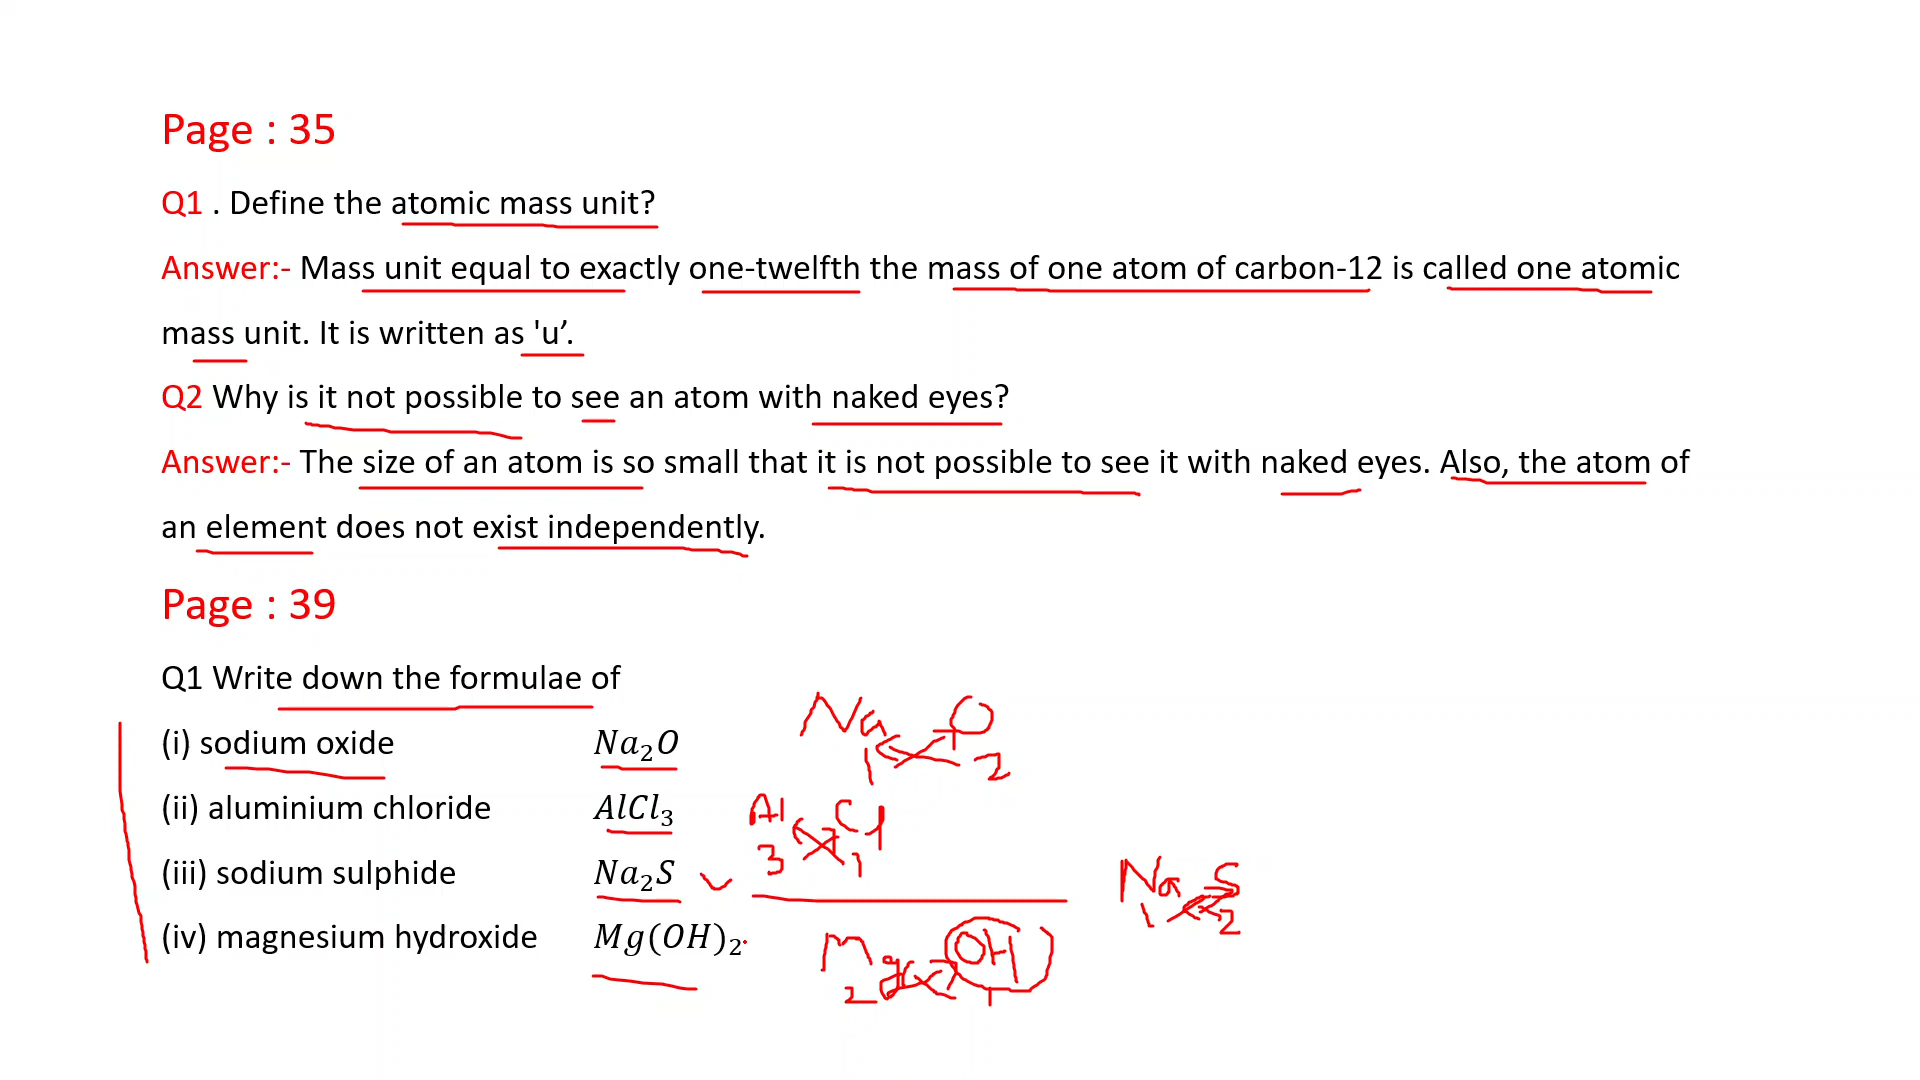 Page : 35
Q1 . Define the atomic mass unit?
Answer:- Mass unit equal to exactly one-twelfth the mass of one atom of carbon-12 is called one atomic
mass unit. It is written as 'u’.
Q2 Why is it not possible to see an atom with naked eyes?
Answer:- The size of an atom is so small that it is not possible to see it with naked eyes. Also, the atom of
an element does not exist independently.
Page : 39
Q1 Write down the formulae of
(i) sodium oxide Na₂O
Na O
1 2
(ii) aluminium chloride AlCl₃
Al Cl
3 1
(iii) sodium sulphide Na₂S
Na S
1 2
(iv) magnesium hydroxide Mg(OH)₂
Mg (OH)
2 1